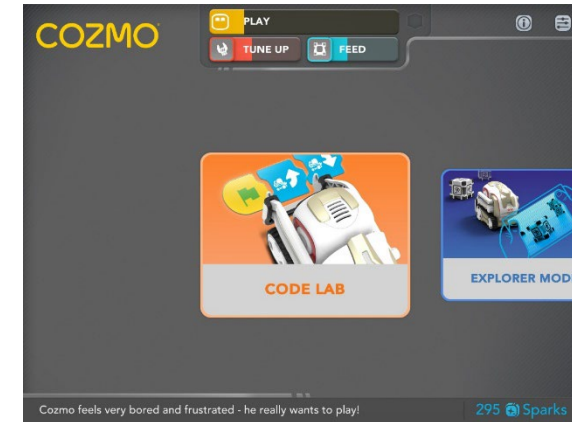 COZMO
PLAY
TUNE UP FEED
CODE LAB
EXPLORER MOD
Cozmo feels very bored and frustrated - he really wants to play!
295 Sparks